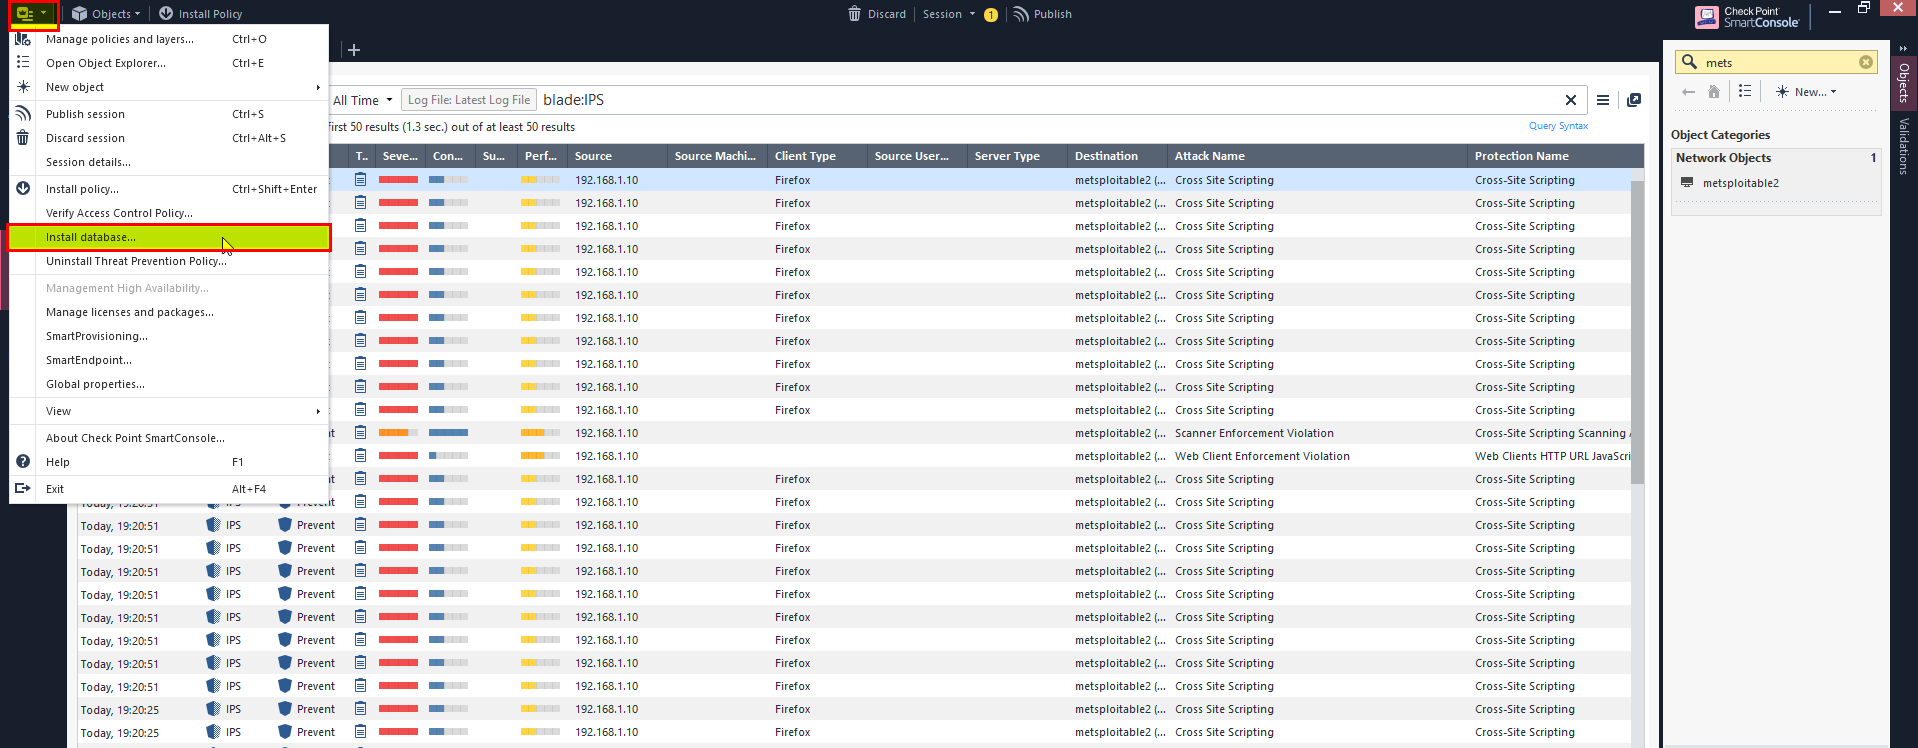 Objects
Install Policy
Discard
Session
1
Publish
Check Point
SmartConsole
Manage policies and layers... Ctrl+O
Open Object Explorer... Ctrl+E
New object
Publish session Ctrl+S
Discard session Ctrl+Alt+S
Session details...
Install policy... Ctrl+Shift+Enter
Verify Access Control Policy...
Install database...
Uninstall Threat Prevention Policy...
Management High Availability...
Manage licenses and packages...
SmartProvisioning...
SmartEndpoint...
Global properties...
View
About Check Point SmartConsole...
Help F1
Exit Alt+F4
All Time Log File: Latest Log File blade:IPS
first 50 results (1.3 sec.) out of at least 50 results
Query Syntax
T.. Seve... Con... Su... Perf... Source Source Machi... Client Type Source User... Server Type Destination Attack Name Protection Name
192.168.1.10 Firefox metsploitable2 (... Cross Site Scripting Cross-Site Scripting
192.168.1.10 Firefox metsploitable2 (... Cross Site Scripting Cross-Site Scripting
192.168.1.10 Firefox metsploitable2 (... Cross Site Scripting Cross-Site Scripting
192.168.1.10 Firefox metsploitable2 (... Cross Site Scripting Cross-Site Scripting
192.168.1.10 Firefox metsploitable2 (... Cross Site Scripting Cross-Site Scripting
192.168.1.10 Firefox metsploitable2 (... Cross Site Scripting Cross-Site Scripting
192.168.1.10 Firefox metsploitable2 (... Cross Site Scripting Cross-Site Scripting
192.168.1.10 Firefox metsploitable2 (... Cross Site Scripting Cross-Site Scripting
192.168.1.10 Firefox metsploitable2 (... Cross Site Scripting Cross-Site Scripting
192.168.1.10 Firefox metsploitable2 (... Cross Site Scripting Cross-Site Scripting
192.168.1.10 Firefox metsploitable2 (... Cross Site Scripting Cross-Site Scripting
192.168.1.10 metsploitable2 (... Scanner Enforcement Violation Cross-Site Scripting Scanning
192.168.1.10 metsploitable2 (... Web Client Enforcement Violation Web Clients HTTP URL JavaScri
192.168.1.10 Firefox metsploitable2 (... Cross Site Scripting Cross-Site Scripting
Today, 19:20:51 IPS Prevent 192.168.1.10 Firefox metsploitable2 (... Cross Site Scripting Cross-Site Scripting
Today, 19:20:51 IPS Prevent 192.168.1.10 Firefox metsploitable2 (... Cross Site Scripting Cross-Site Scripting
Today, 19:20:51 IPS Prevent 192.168.1.10 Firefox metsploitable2 (... Cross Site Scripting Cross-Site Scripting
Today, 19:20:51 IPS Prevent 192.168.1.10 Firefox metsploitable2 (... Cross Site Scripting Cross-Site Scripting
Today, 19:20:51 IPS Prevent 192.168.1.10 Firefox metsploitable2 (... Cross Site Scripting Cross-Site Scripting
Today, 19:20:51 IPS Prevent 192.168.1.10 Firefox metsploitable2 (... Cross Site Scripting Cross-Site Scripting
Today, 19:20:51 IPS Prevent 192.168.1.10 Firefox metsploitable2 (... Cross Site Scripting Cross-Site Scripting
Today, 19:20:51 IPS Prevent 192.168.1.10 Firefox metsploitable2 (... Cross Site Scripting Cross-Site Scripting
Today, 19:20:51 IPS Prevent 192.168.1.10 Firefox metsploitable2 (... Cross Site Scripting Cross-Site Scripting
Today, 19:20:25 IPS Prevent 192.168.1.10 Firefox metsploitable2 (... Cross Site Scripting Cross-Site Scripting
Today, 19:20:25 IPS Prevent 192.168.1.10 Firefox metsploitable2 (... Cross Site Scripting Cross-Site Scripting
mets
New...
Object Categories
Network Objects 1
metsploitable2
Objects
Validations